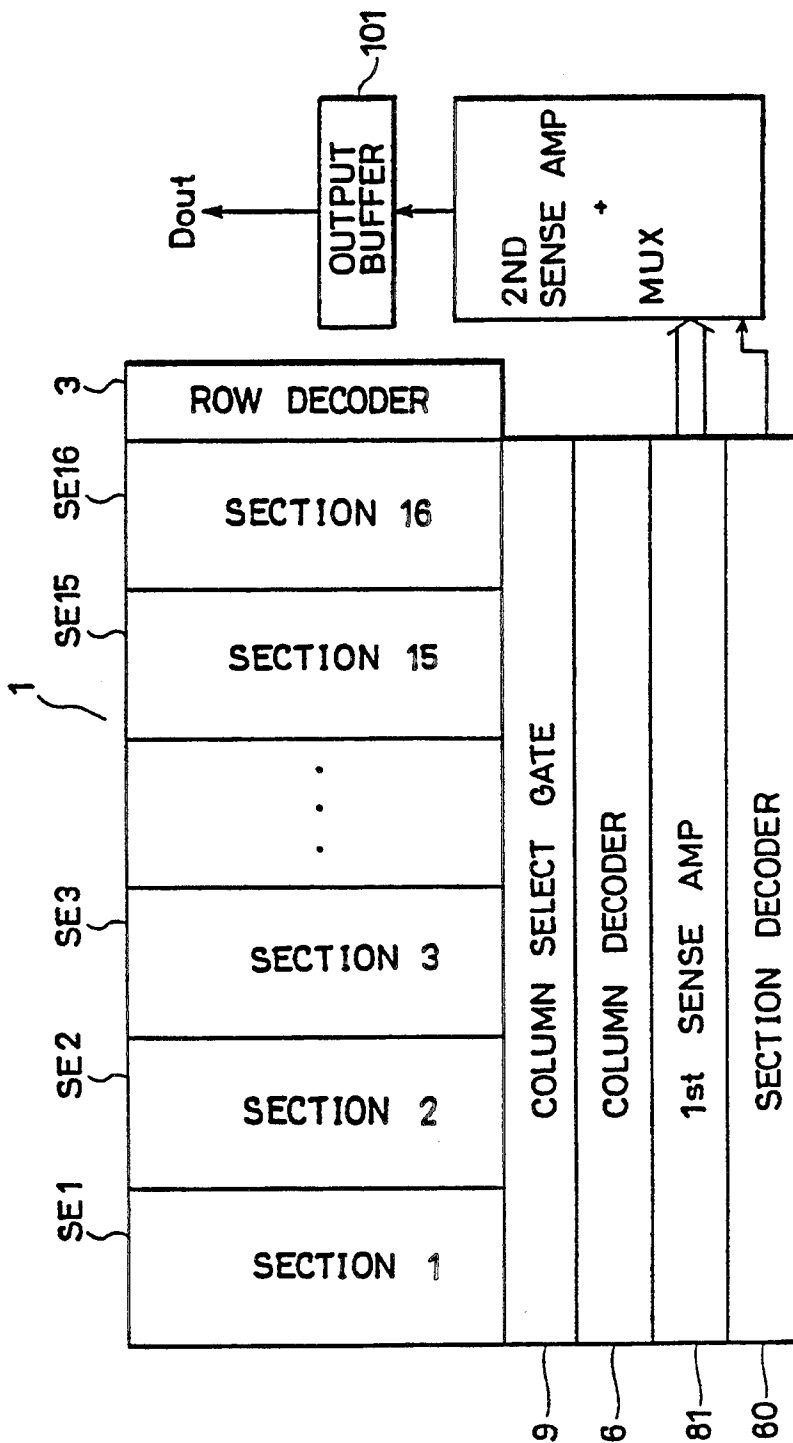 1
SE1
SE2
SE3
SE15
SE16
3
SECTION 1
SECTION 2
SECTION 3
. . .
SECTION 15
SECTION 16
ROW DECODER
9
COLUMN SELECT GATE
6
COLUMN DECODER
81
1st SENSE AMP
60
SECTION DECODER
Dout
OUTPUT
BUFFER
101
2ND
SENSE AMP
+
MUX